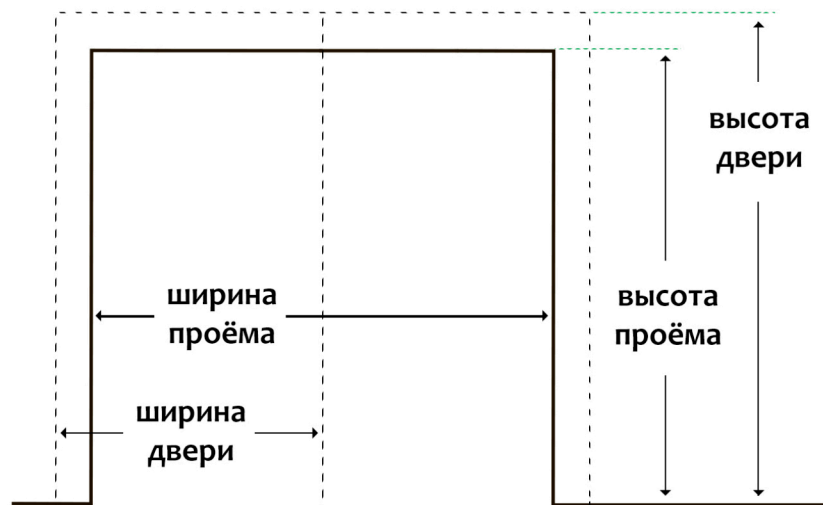 высота
двери
ширина
проёма
высота
проёма
ширина
двери